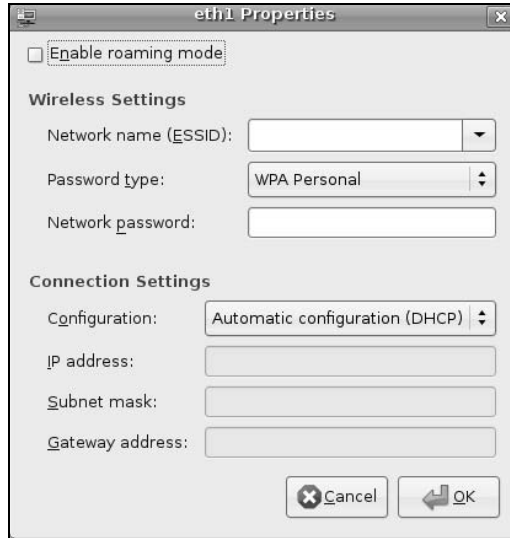 eth1 Properties
Enable roaming mode
Wireless Settings
Network name (ESSID):
Password type: WPA Personal
Network password:
Connection Settings
Configuration: Automatic configuration (DHCP)
IP address:
Subnet mask:
Gateway address:
Cancel OK